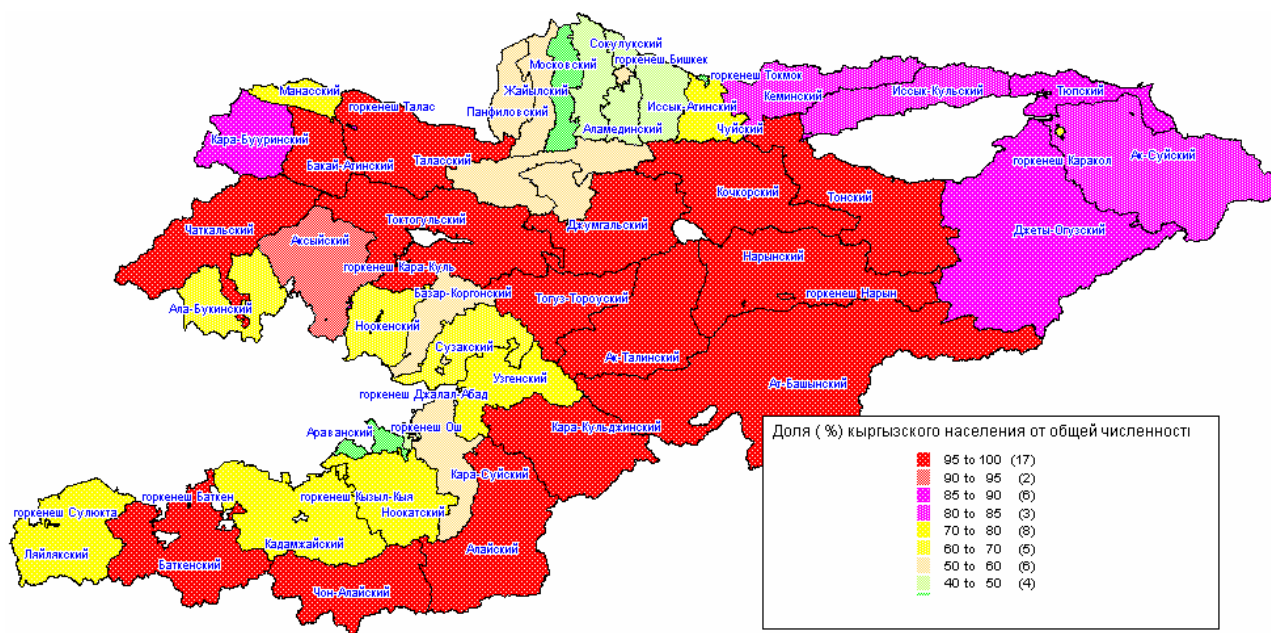 Сокулукский
горкенеш Бишкек
Московский
горкенеш Токмок
Манасский
Жайылский
Кеминский
Иссык-Кульский
Тюпский
горкенеш Талас
Панфиловский
Иссык-Атинский
Аламединский
Чуйский
Кара-Бууринский
Бакай-Атинский
Таласский
горкенеш Каракол
Ак-Суйский
Кочкорский
Тонский
Чаткальский
Токтогульский
Джумгальский
Джеты-Огузский
Аксыйский
Нарынский
горкенеш Кара-Куль
Базар-Коргонский
Тогуз-Тороуский
горкенеш Нарын
Ала-Букинский
Ноокенский
Сузакский
Ак-Талинский
Узгенский
Ат-Башынский
горкенеш Джалал-Абад
Араванский
горкенеш Ош
Кара-Кульджинский
Кара-Суйский
горкенеш Баткен
горкенеш Кызыл-Кыя
горкенеш Сулюкта
Ноокатский
Кадамжайский
Ляйлякский
Баткенский
Алайский
Чон-Алайский
Доля ( %) кыргызского населения от общей численност
95 to 100 (17)
90 to 95 (2)
85 to 90 (6)
80 to 85 (3)
70 to 80 (8)
60 to 70 (5)
50 to 60 (6)
40 to 50 (4)